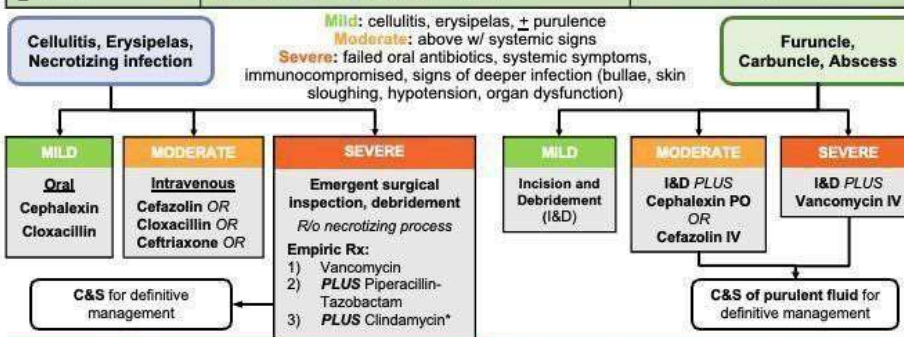 Cellulitis, Erysipelas,
Necrotizing infection
Mild: cellulitis, erysipelas, + purulence
Moderate: above w/ systemic signs
Severe: failed oral antibiotics, systemic symptoms,
immunocompromised, signs of deeper infection (bullae, skin
sloughing, hypotension, organ dysfunction)
Furuncle,
Carbuncle, Abscess
MILD
Oral
Cephalexin
Cloxacillin
MODERATE
Intravenous
Cefazolin OR
Cloxacillin OR
Ceftriaxone OR
SEVERE
Emergent surgical
inspection, debridement
R/o necrotizing process
Empiric Rx:
1) Vancomycin
2) PLUS Piperacillin-
Tazobactam
3) PLUS Clindamycin*
C&S for definitive
management
MILD
Incision and
Debridement
(I&D)
MODERATE
I&D PLUS
Cephalexin PO
OR
Cefazolin IV
SEVERE
I&D PLUS
Vancomycin IV
C&S of purulent fluid for
definitive management